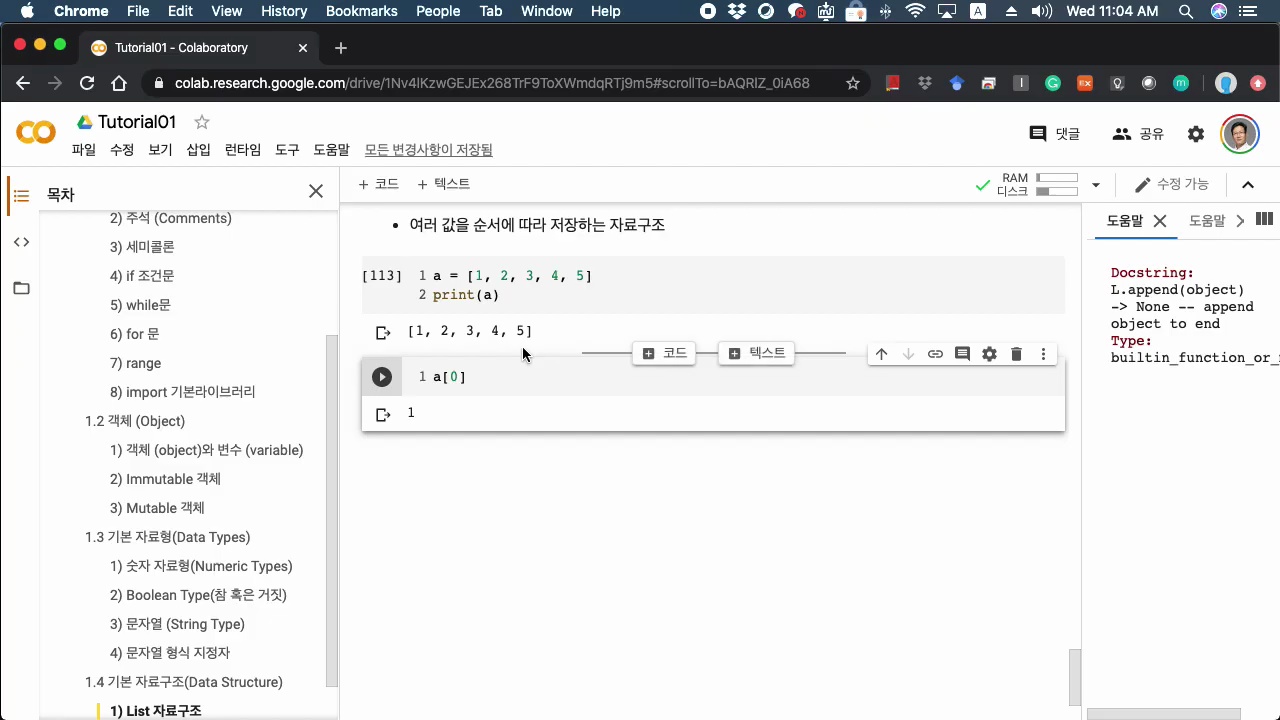 Chrome File Edit View History Bookmarks People Tab Window Help A Wed 11:04 AM
Tutorial01 - Colaboratory
colab.research.google.com/drive/1Nv4lKzwGEJEx268TrF9ToXWmdqRTj9m5#scrollTo=bAQRlZ_0iA68
Tutorial01
댓글 공유
파일 수정 보기 삽입 런타임 도구 도움말 모든 변경사항이 저장됨
목차
+ 코드 + 텍스트
RAM
디스크
수정 가능
2) 주석 (Comments)
3) 세미콜론
4) if 조건문
5) while문
6) for 문
7) range
8) import 기본라이브러리
1.2 객체 (Object)
1) 객체 (object)와 변수 (variable)
2) Immutable 객체
3) Mutable 객체
1.3 기본 자료형(Data Types)
1) 숫자 자료형(Numeric Types)
2) Boolean Type(참 혹은 거짓)
3) 문자열 (String Type)
4) 문자열 형식 지정자
1.4 기본 자료구조(Data Structure)
1) List 자료구조
• 여러 값을 순서에 따라 저장하는 자료구조
[113] 1 a = [1, 2, 3, 4, 5]
2 print(a)
[1, 2, 3, 4, 5]
코드 텍스트
1 a[0]
1
도움말 도움말
Docstring:
L.append(object)
-> None -- append
object to end
Type:
builtin_function_or_